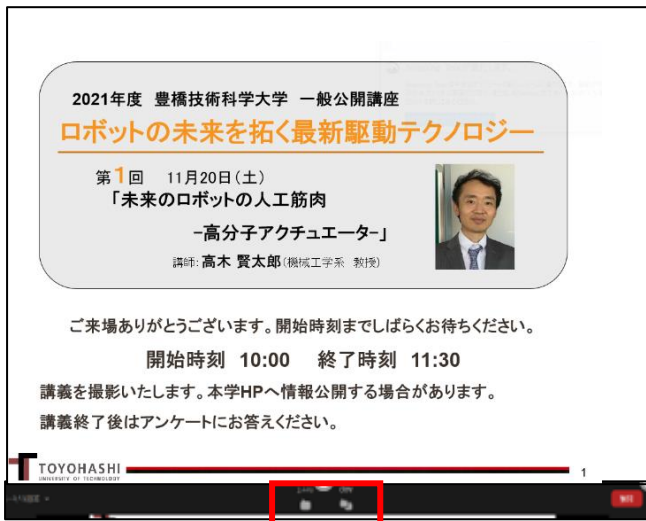 2021年度 豊橋技術科学大学 一般公開講座
ロボットの未来を拓く最新駆動テクノロジー
第1回 11月20日(土)
「未来のロボットの人工筋肉
-高分子アクチュエータ-」
講師:高木 賢太郎(機械工学系 教授)
ご来場ありがとうございます。開始時刻までしばらくお待ちください。
開始時刻 10:00 終了時刻 11:30
講義を撮影いたします。本学HPへ情報公開する場合があります。
講義終了後はアンケートにお答えください。
TOYOHASHI
UNIVERSITY OF TECHNOLOGY
1